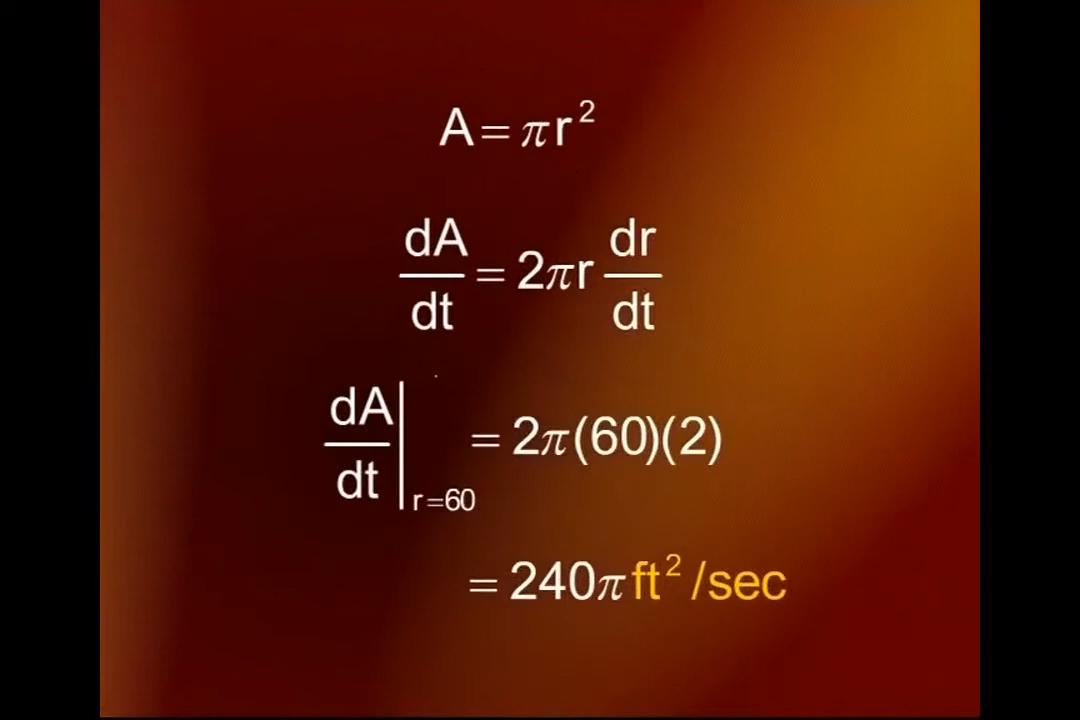 A = πr²
dA/dt = 2πr dr/dt
dA/dt|r=60 = 2π(60)(2)
= 240π ft²/sec